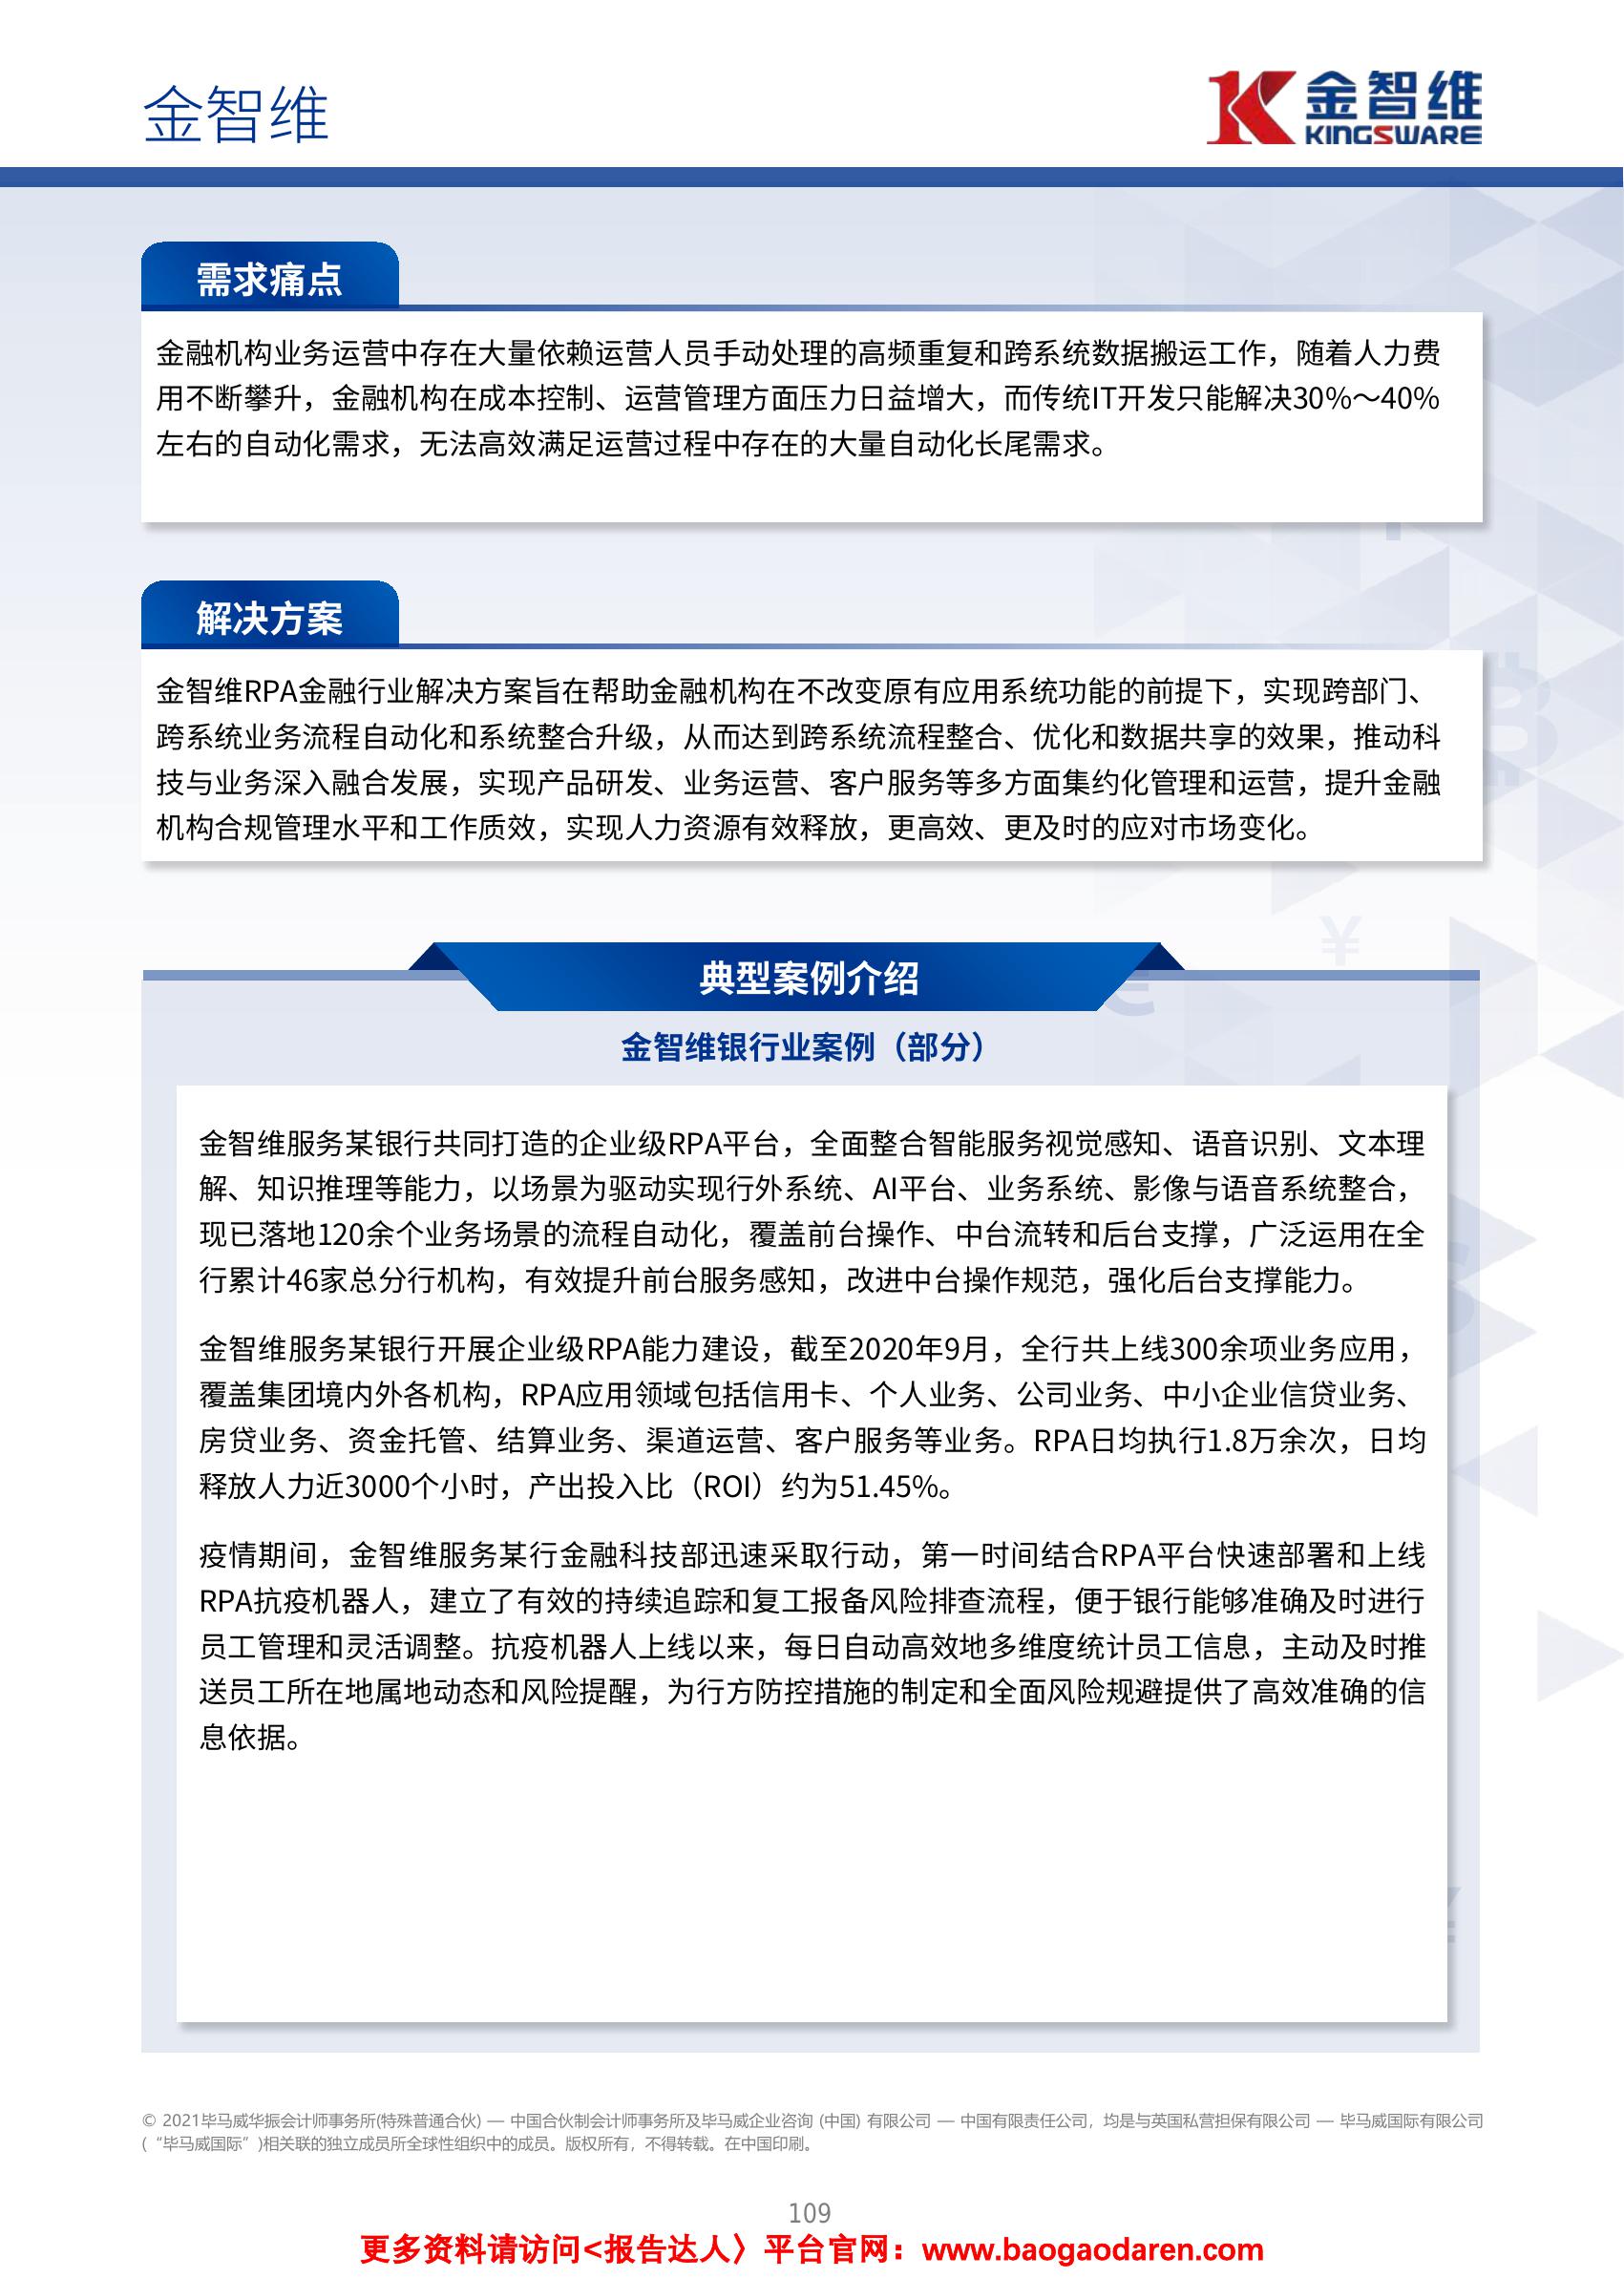 金智维
金智维
KINGSWARE
需求痛点
金融机构业务运营中存在大量依赖运营人员手动处理的高频重复和跨系统数据搬运工作，随着人力费
用不断攀升，金融机构在成本控制、运营管理方面压力日益增大，而传统IT开发只能解决30%～40%
左右的自动化需求，无法高效满足运营过程中存在的大量自动化长尾需求。
解决方案
金智维RPA金融行业解决方案旨在帮助金融机构在不改变原有应用系统功能的前提下，实现跨部门、
跨系统业务流程自动化和系统整合升级，从而达到跨系统流程整合、优化和数据共享的效果，推动科
技与业务深入融合发展，实现产品研发、业务运营、客户服务等多方面集约化管理和运营，提升金融
机构合规管理水平和工作质效，实现人力资源有效释放，更高效、更及时的应对市场变化。
典型案例介绍
金智维银行业案例（部分）
金智维服务某银行共同打造的企业级RPA平台，全面整合智能服务视觉感知、语音识别、文本理
解、知识推理等能力，以场景为驱动实现行外系统、AI平台、业务系统、影像与语音系统整合，
现已落地120余个业务场景的流程自动化，覆盖前台操作、中台流转和后台支撑，广泛运用在全
行累计46家总分行机构，有效提升前台服务感知，改进中台操作规范，强化后台支撑能力。
金智维服务某银行开展企业级RPA能力建设，截至2020年9月，全行共上线300余项业务应用，
覆盖集团境内外各机构，RPA应用领域包括信用卡、个人业务、公司业务、中小企业信贷业务、
房贷业务、资金托管、结算业务、渠道运营、客户服务等业务。RPA日均执行1.8万余次，日均
释放人力近3000个小时，产出投入比（ROI）约为51.45%。
疫情期间，金智维服务某行金融科技部迅速采取行动，第一时间结合RPA平台快速部署和上线
RPA抗疫机器人，建立了有效的持续追踪和复工报备风险排查流程，便于银行能够准确及时进行
员工管理和灵活调整。抗疫机器人上线以来，每日自动高效地多维度统计员工信息，主动及时推
送员工所在地属地动态和风险提醒，为行方防控措施的制定和全面风险规避提供了高效准确的信
息依据。
© 2021毕马威华振会计师事务所(特殊普通合伙) — 中国合伙制会计师事务所及毕马威企业咨询 (中国) 有限公司 — 中国有限责任公司，均是与英国私营担保有限公司 — 毕马威国际有限公司
(“毕马威国际”)相关联的独立成员所全球性组织中的成员。版权所有，不得转载。在中国印刷。
109
更多资料请访问<报告达人〉平台官网：www.baogaodaren.com